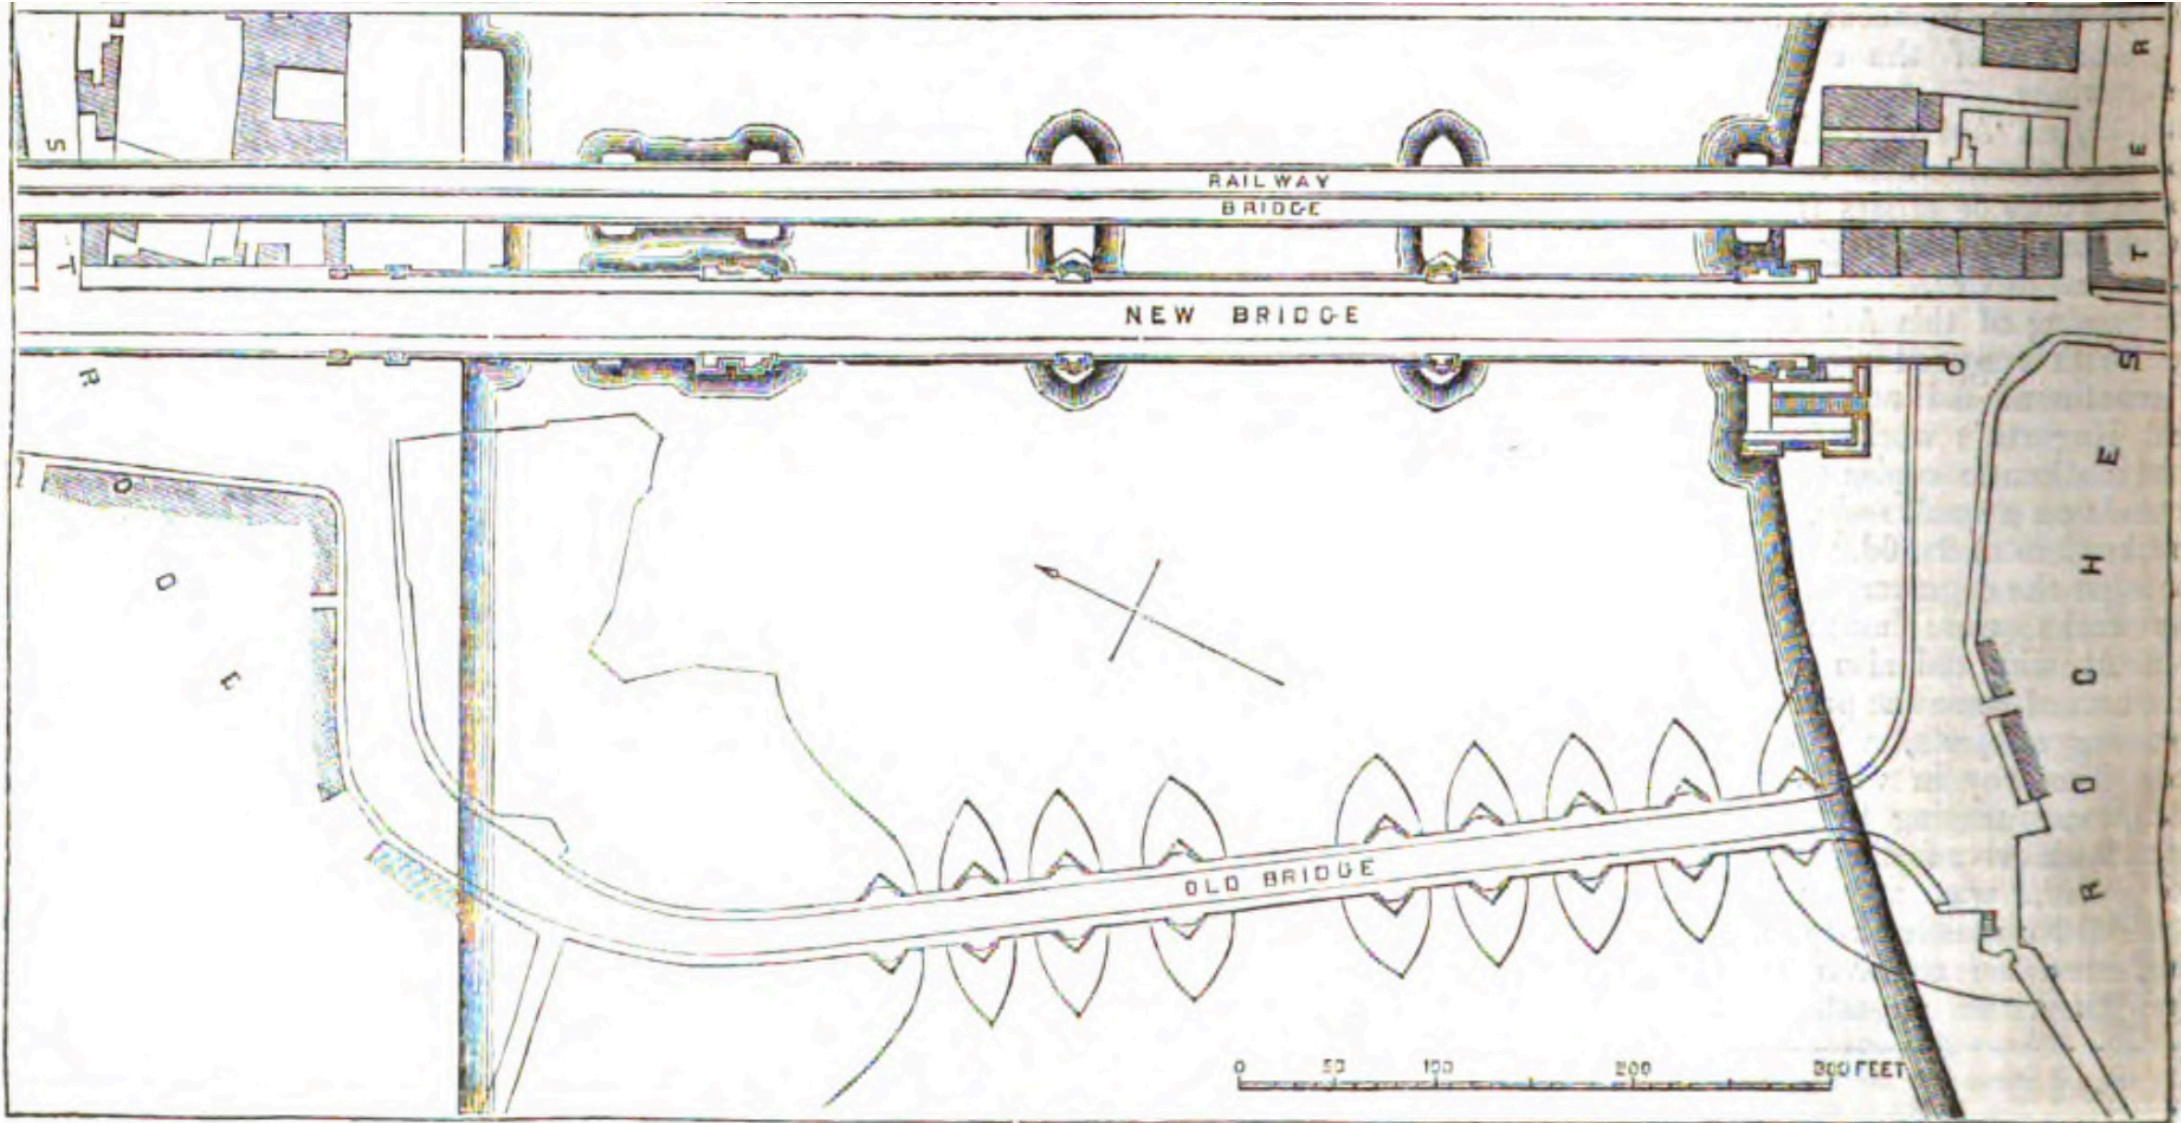 RAILWAY
BRIDGE
NEW BRIDGE
STROOD
ROCHESTER
OLD BRIDGE
0 50 100 200 300 FEET